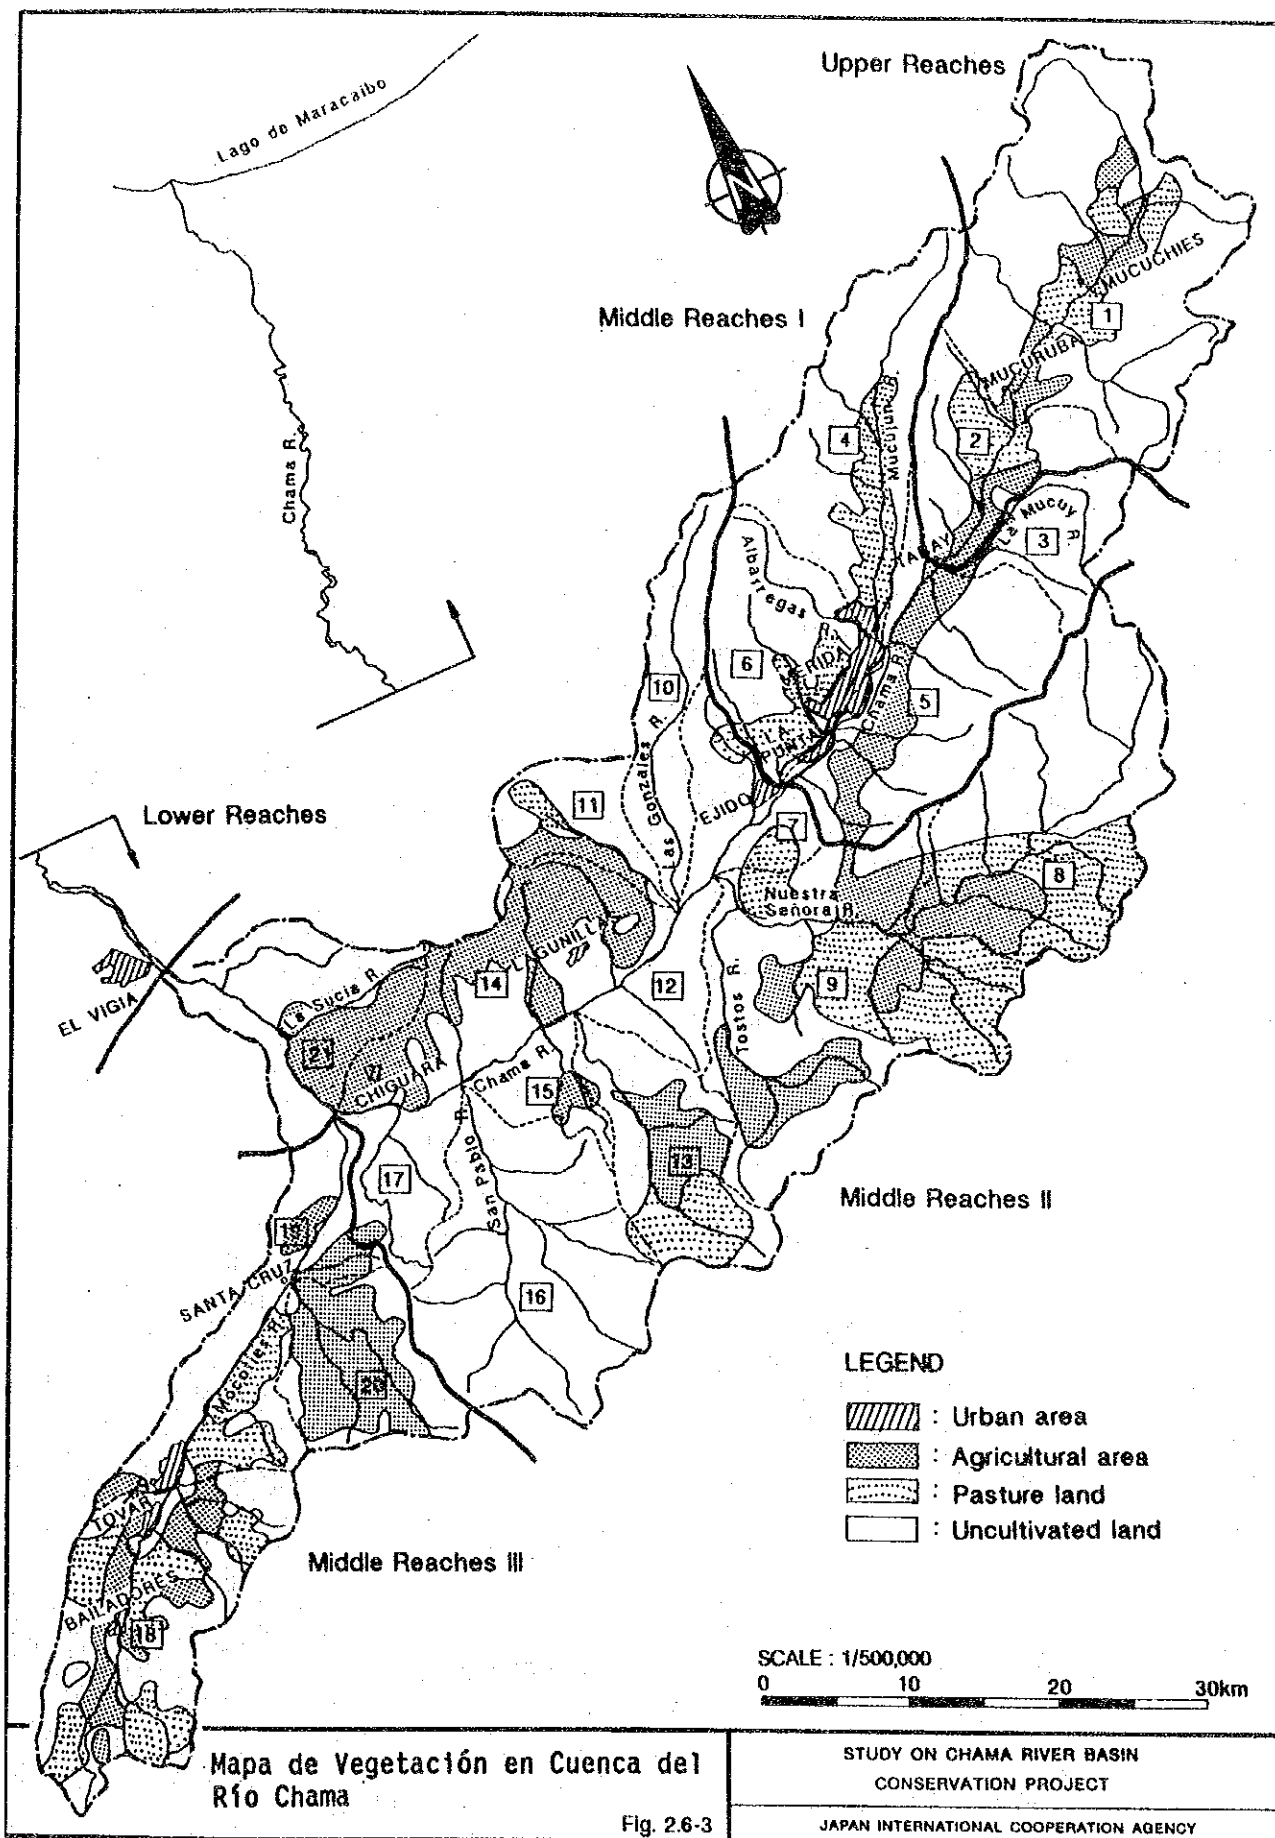 Upper Reaches
Lago de Maracaibo
N
Middle Reaches I
MUCUCHIES
1
MUCURUBA
Mucujun R.
4
2
Chama R.
La Mucuy R.
3
TABAY
Albarregas R.
6
MERIDA
10
Chama R.
5
LA PUNTA
Las Gonzales R.
EJIDO
11
7
Lower Reaches
8
Nuestra
Señora R.
LAGUNILLA
14
12
9
Tostos R.
La Sucia R.
EL VIGIA
21
CHIGUARA
Chama R.
15
San Pablo R.
13
17
Middle Reaches II
19
SANTA CRUZ
16
Mocoties R.
20
LEGEND
: Urban area
: Agricultural area
: Pasture land
: Uncultivated land
TOVAR
Middle Reaches III
BAILADORES
18
SCALE : 1/500,000
0 10 20 30km
Mapa de Vegetación en Cuenca del
Río Chama
Fig. 2.6-3
STUDY ON CHAMA RIVER BASIN
CONSERVATION PROJECT
JAPAN INTERNATIONAL COOPERATION AGENCY